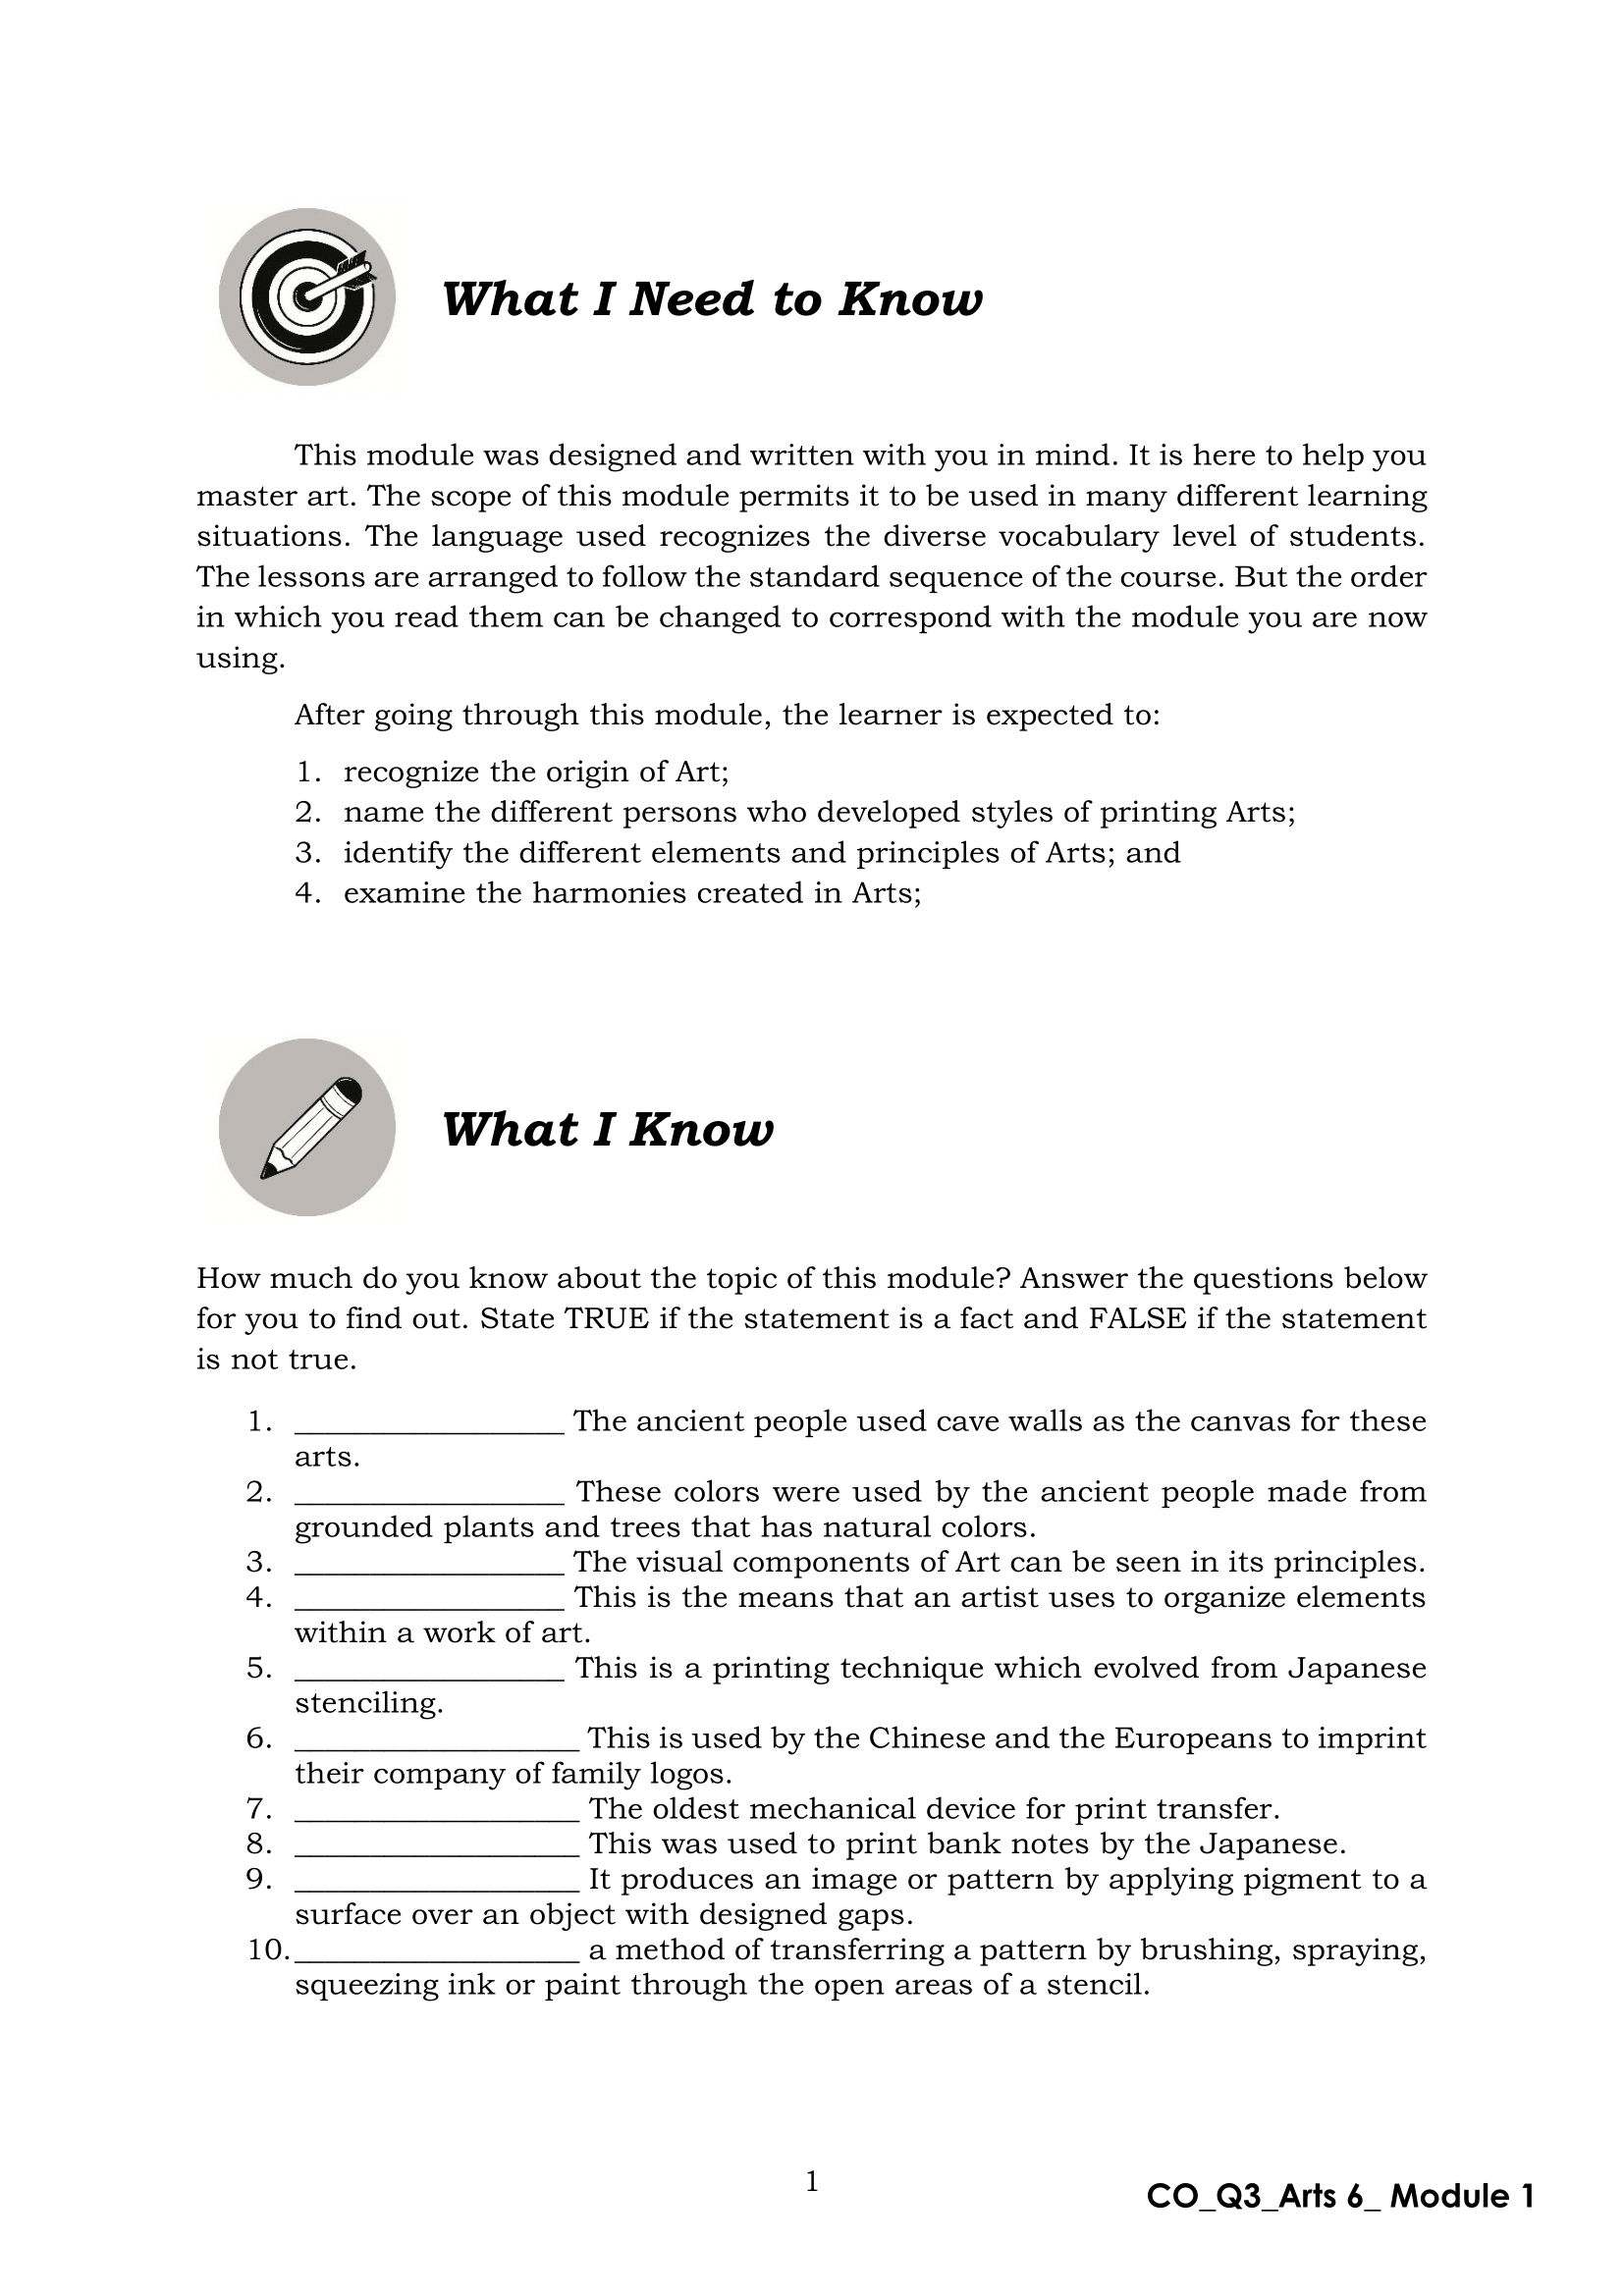 What I Need to Know
This module was designed and written with you in mind. It is here to help you
master art. The scope of this module permits it to be used in many different learning
situations. The language used recognizes the diverse vocabulary level of students.
The lessons are arranged to follow the standard sequence of the course. But the order
in which you read them can be changed to correspond with the module you are now
using.
After going through this module, the learner is expected to:
1. recognize the origin of Art;
2. name the different persons who developed styles of printing Arts;
3. identify the different elements and principles of Arts; and
4. examine the harmonies created in Arts;
What I Know
How much do you know about the topic of this module? Answer the questions below
for you to find out. State TRUE if the statement is a fact and FALSE if the statement
is not true.
1. __________________ The ancient people used cave walls as the canvas for these
arts.
2. __________________ These colors were used by the ancient people made from
grounded plants and trees that has natural colors.
3. __________________ The visual components of Art can be seen in its principles.
4. __________________ This is the means that an artist uses to organize elements
within a work of art.
5. __________________ This is a printing technique which evolved from Japanese
stenciling.
6. ___________________ This is used by the Chinese and the Europeans to imprint
their company of family logos.
7. ___________________ The oldest mechanical device for print transfer.
8. ___________________ This was used to print bank notes by the Japanese.
9. ___________________ It produces an image or pattern by applying pigment to a
surface over an object with designed gaps.
10. ___________________ a method of transferring a pattern by brushing, spraying,
squeezing ink or paint through the open areas of a stencil.
1
CO_Q3_Arts 6_ Module 1